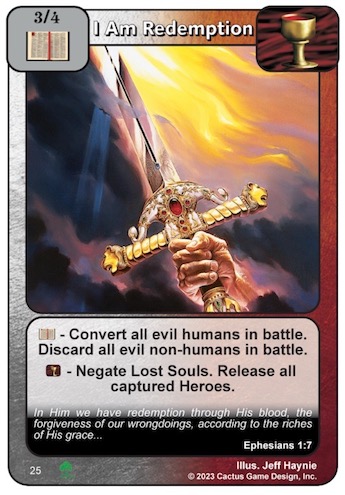 3/4
I Am Redemption
- Convert all evil humans in battle.
Discard all evil non-humans in battle.
- Negate Lost Souls. Release all
captured Heroes.
In Him we have redemption through His blood, the
forgiveness of our wrongdoings, according to the riches
of His grace...
Ephesians 1:7
Illus. Jeff Haynie
25
© 2023 Cactus Game Design, Inc.